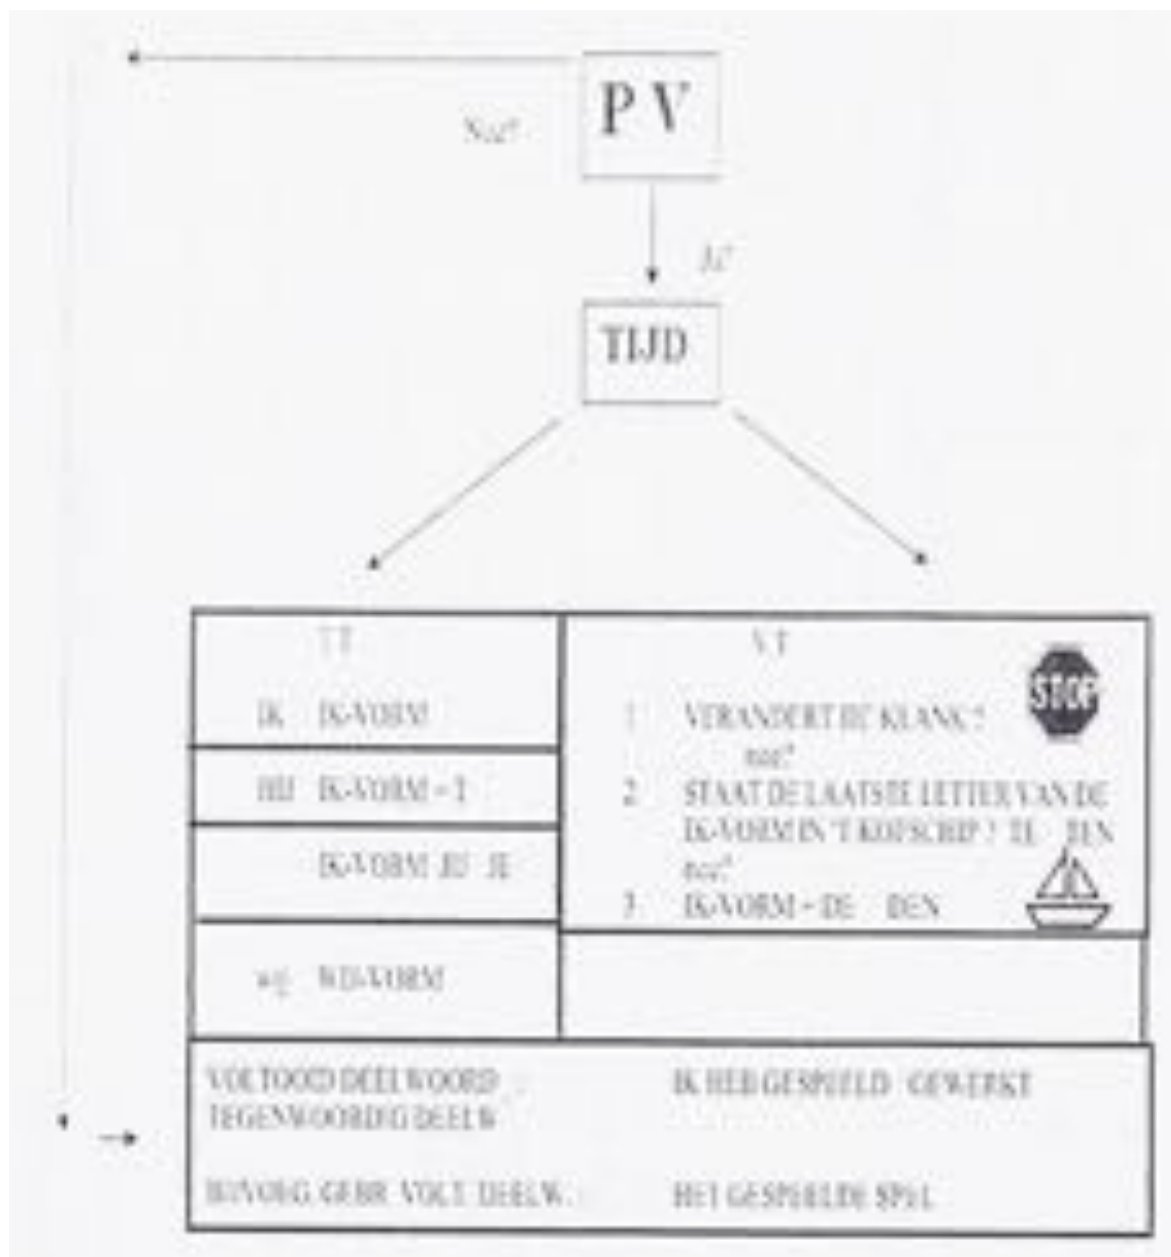 PV
Nee?
Ja?
TIJD
TT
IK IK-VORM
HIJ IK-VORM + T
IK-VORM JIJ JE
wij WIJ-VORM
VT
STOP
1 VERANDERT DE KLANK?
nee?
2 STAAT DE LAATSTE LETTER VAN DE
IK-VORM IN 'T KOFSCHIP? TE TEN
nee?
3 IK-VORM + DE DEN
VOLTOOID DEELWOORD :
TEGENWOORDIG DEELW
IK HEB GESPEELD GEWERKT
BIJVOEG. GEBR. VOLT. DEELW. :
HET GESPEELDE SPEL